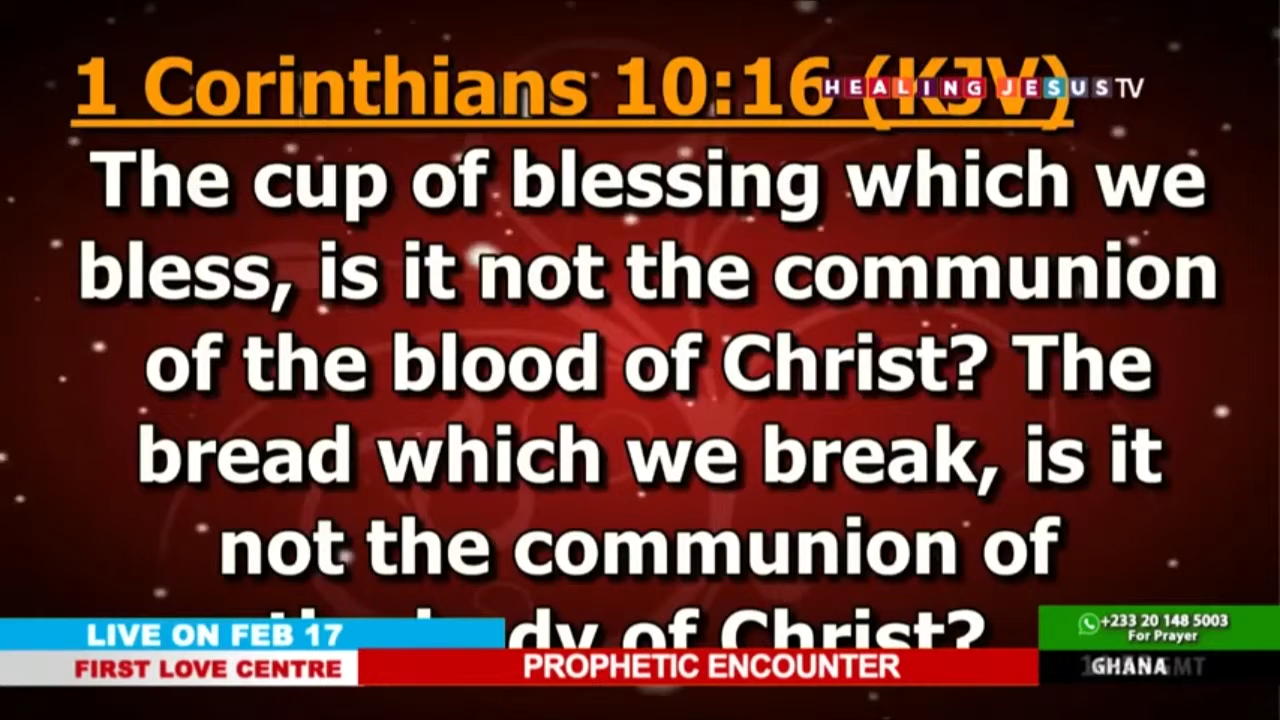 1 Corinthians 10:16 (KJV)
HEALING JESUS TV
The cup of blessing which we
bless, is it not the communion
of the blood of Christ? The
bread which we break, is it
not the communion of
of Christ?
LIVE ON FEB 17
+233 20 148 5003
For Prayer
FIRST LOVE CENTRE
PROPHETIC ENCOUNTER
GHANA